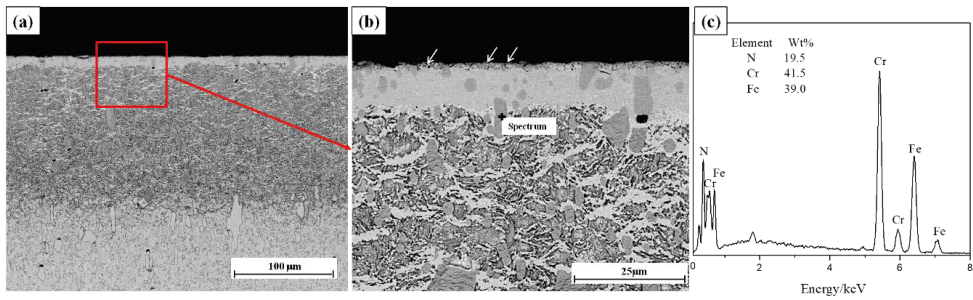 (a)
100 μm
(b)
Spectrum
25μm
(c)
Element Wt%
N 19.5
Cr 41.5
Fe 39.0
Cr
N
Fe
Cr
Fe
Cr
Fe
0 2 4 6 8
Energy/keV